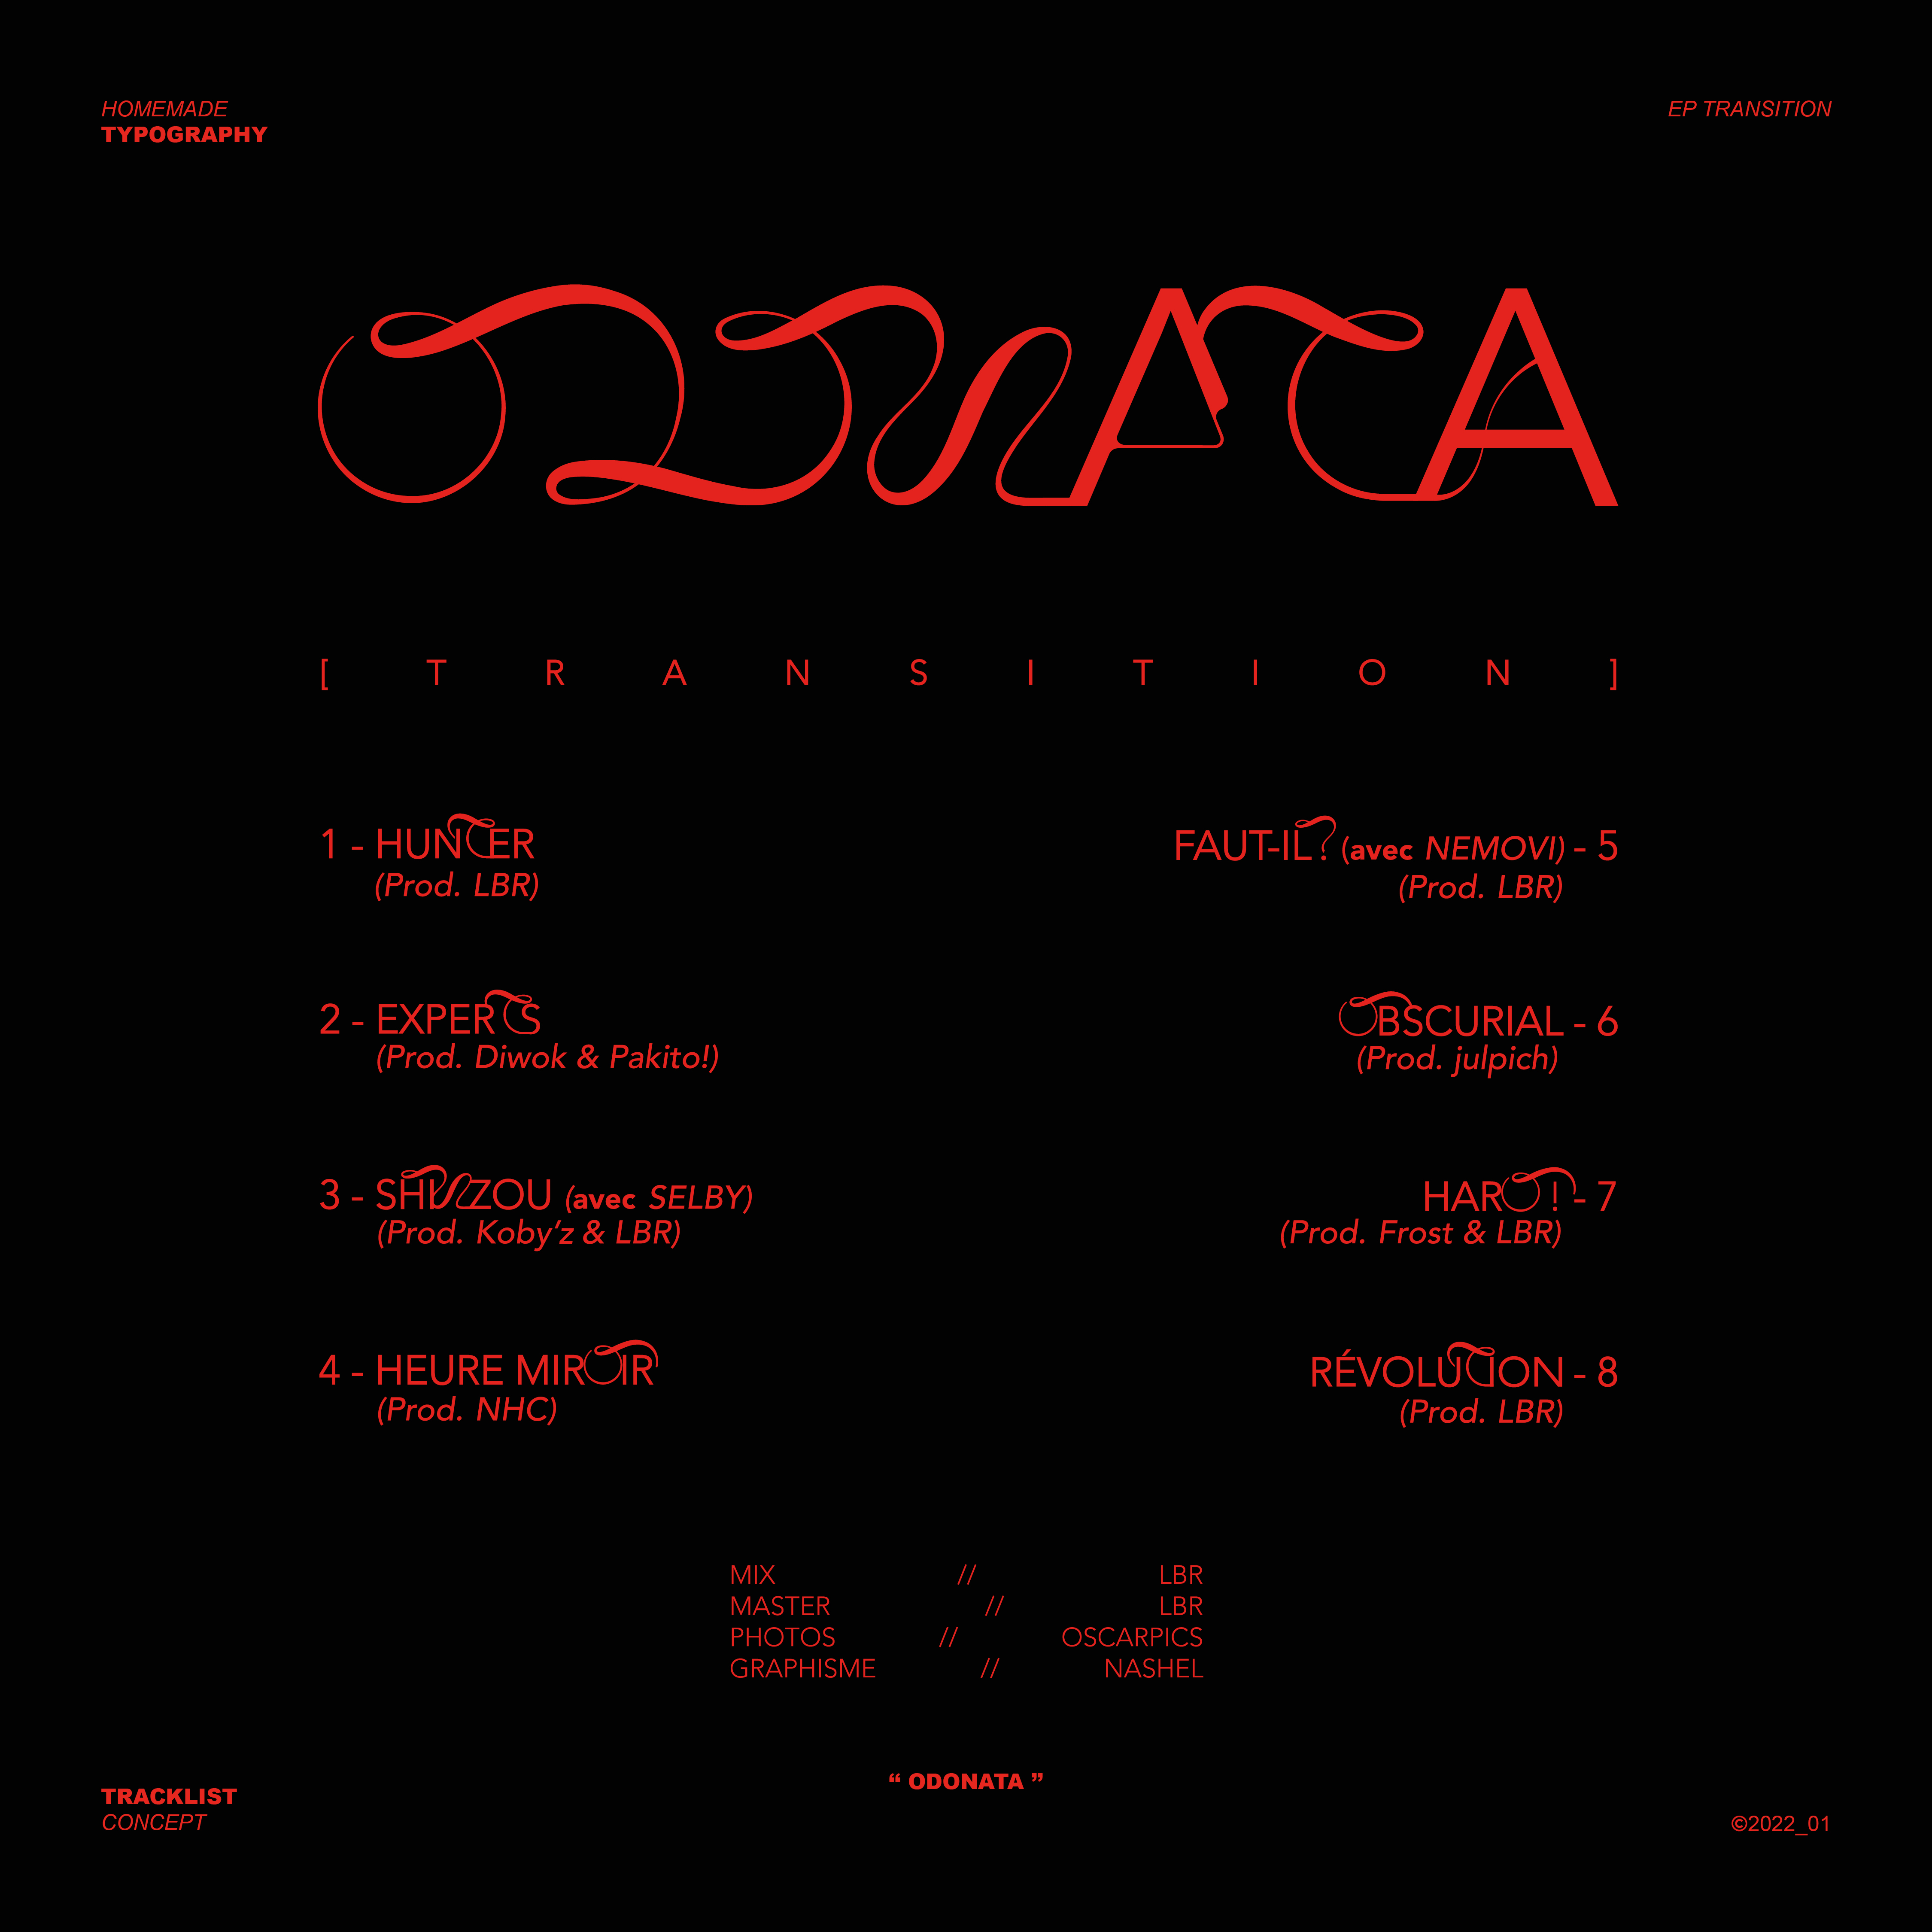 HOMEMADE
TYPOGRAPHY
EP TRANSITION
ODONATA
[ T R A N S I T I O N ]
1 - HUNTER
(Prod. LBR)
2 - EXPERTS
(Prod. Diwok & Pakito!)
3 - SHINZOU (avec SELBY)
(Prod. Koby'z & LBR)
4 - HEURE MIROIR
(Prod. NHC)
FAUT-IL? (avec NEMOVI) - 5
(Prod. LBR)
OBSCURIAL - 6
(Prod. julpich)
HARO ! - 7
(Prod. Frost & LBR)
RÉVOLUTION - 8
(Prod. LBR)
MIX // LBR
MASTER // LBR
PHOTOS // OSCARPICS
GRAPHISME // NASHEL
“ ODONATA ”
TRACKLIST
CONCEPT
©2022_01